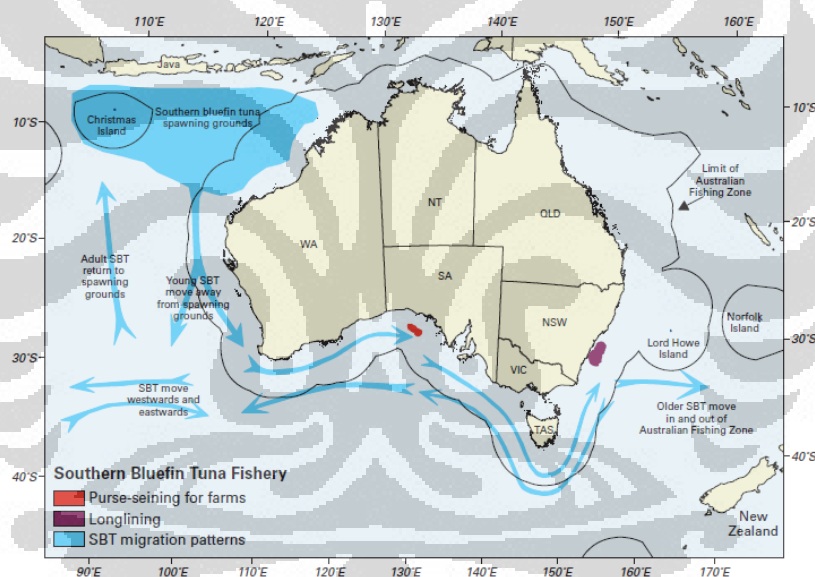 110°E 120°E 130°E 140°E 150°E 160°E
Java
Christmas
Island
Southern bluefin tuna
spawning grounds
10°S
10°S
Limit of
Australian
Fishing Zone
NT
QLD
WA
20°S
20°S
Adult SBT
return to
spawning
grounds
Young SBT
move away
from spawning
grounds
SA
NSW
Norfolk
Island
Lord Howe
Island
30°S
30°S
VIC
SBT move
westwards and
eastwards
Older SBT move
in and out of
Australian Fishing Zone
TAS
40°S
40°S
Southern Bluefin Tuna Fishery
Purse-seining for farms
Longlining
SBT migration patterns
New
Zealand
90°E 100°E 110°E 120°E 130°E 140°E 150°E 160°E 170°E